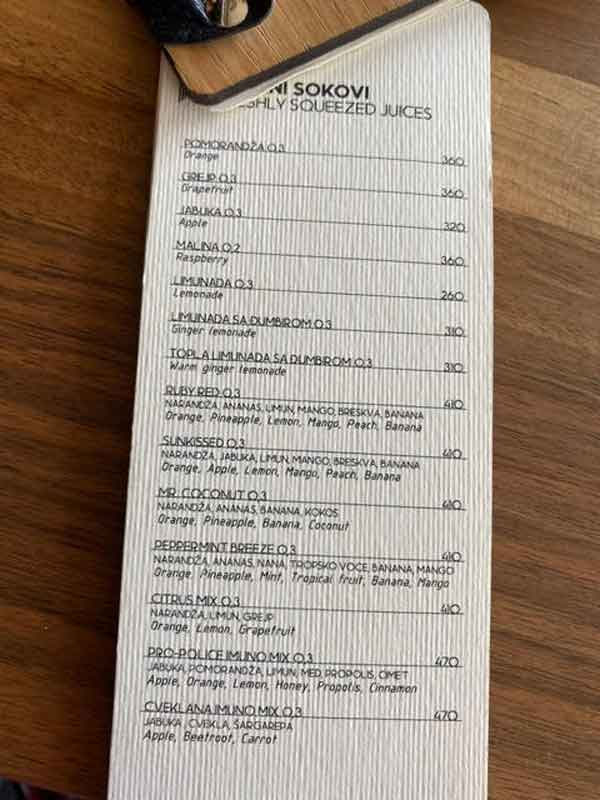 NI SOKOVI
SHLY SQUEEZED JUICES
POMORANDŽA 0,3 360
Orange
GREJP 0,3 360
Grapefruit
JABUKA 0,3 320
Apple
MALINA 0,2 360
Raspberry
LIMUNADA 0,3 260
Lemonade
LIMUNADA SA ĐUMBIROM 0,3 310
Ginger lemonade
TOPLA LIMUNADA SA ĐUMBIROM 0,3 310
Warm ginger lemonade
RUBY RED 0,3 410
NARANDŽA, ANANAS, LIMUN, MANGO, BRESKVA, BANANA
Orange, Pineapple, Lemon, Mango, Peach, Banana
SUNKISSED 0,3 410
NARANDŽA, JABUKA, LIMUN, MANGO, BRESKVA, BANANA
Orange, Apple, Lemon, Mango, Peach, Banana
MR. COCONUT 0,3 410
NARANDŽA, ANANAS, BANANA, KOKOS
Orange, Pineapple, Banana, Coconut
PEPPERMINT BREEZE 0,3 410
NARANDŽA, ANANAS, NANA, TROPSKO VOCE, BANANA, MANGO
Orange, Pineapple, Mint, Tropical fruit, Banana, Mango
CITRUS MIX 0,3 410
NARANDŽA, LIMUN, GREJP
Orange, Lemon, Grapefruit
PRO-POLICE IMUNO MIX 0,3 470
JABUKA, POMORANDŽA, LIMUN, MED, PROPOLIS, CIMET
Apple, Orange, Lemon, Honey, Propolis, Cinnamon
CVEKLANA IMUNO MIX 0,3 470
JABUKA , CVEKLA, ŠARGAREPA
Apple, Beetroot, Carrot